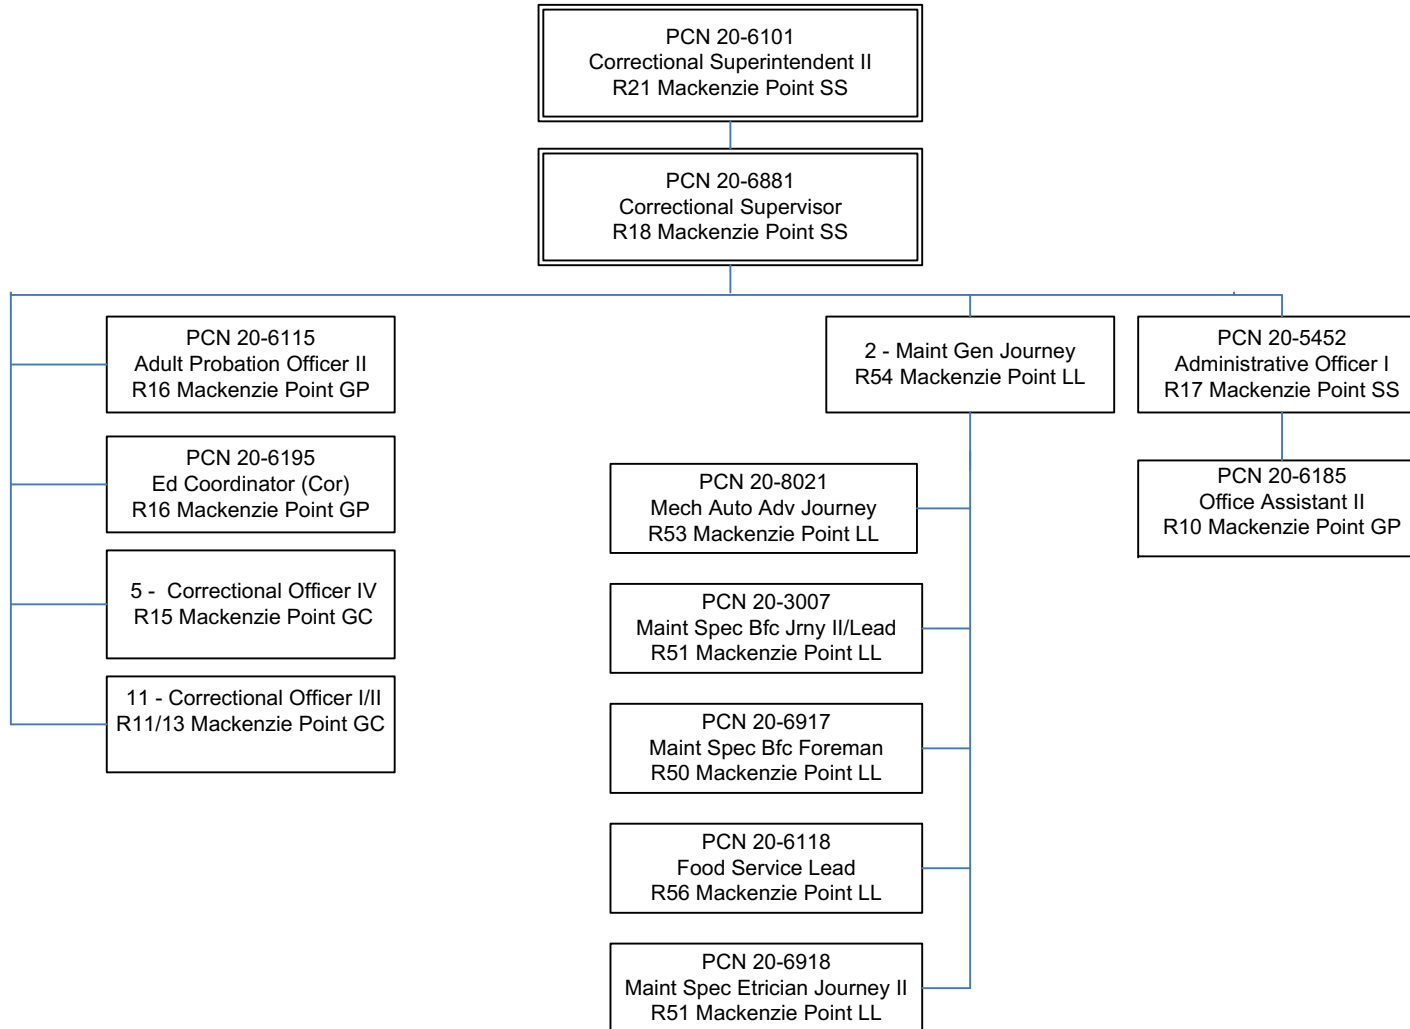 PCN 20-6101
Correctional Superintendent II
R21 Mackenzie Point SS
PCN 20-6881
Correctional Supervisor
R18 Mackenzie Point SS
PCN 20-6115
Adult Probation Officer II
R16 Mackenzie Point GP
PCN 20-6195
Ed Coordinator (Cor)
R16 Mackenzie Point GP
5 -  Correctional Officer IV
R15 Mackenzie Point GC
11 - Correctional Officer I/II
R11/13 Mackenzie Point GC
2 - Maint Gen Journey
R54 Mackenzie Point LL
PCN 20-8021
Mech Auto Adv Journey
R53 Mackenzie Point LL
PCN 20-3007
Maint Spec Bfc Jrny II/Lead
R51 Mackenzie Point LL
PCN 20-6917
Maint Spec Bfc Foreman
R50 Mackenzie Point LL
PCN 20-6118
Food Service Lead
R56 Mackenzie Point LL
PCN 20-6918
Maint Spec Etrician Journey II
R51 Mackenzie Point LL
PCN 20-5452
Administrative Officer I
R17 Mackenzie Point SS
PCN 20-6185
Office Assistant II
R10 Mackenzie Point GP